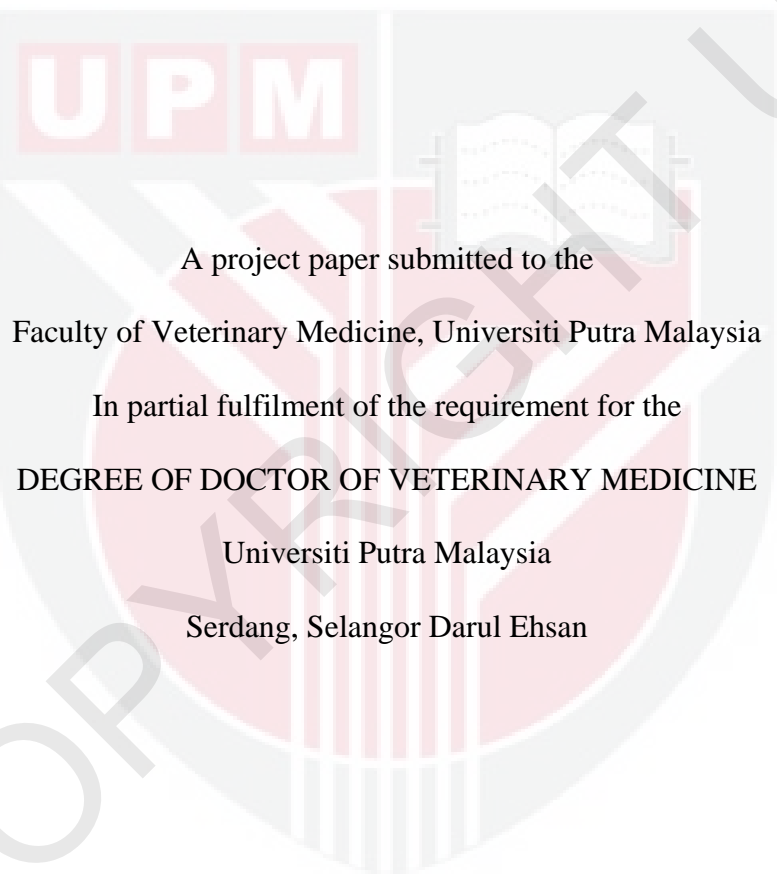 UPM
A project paper submitted to the
Faculty of Veterinary Medicine, Universiti Putra Malaysia
In partial fulfilment of the requirement for the
DEGREE OF DOCTOR OF VETERINARY MEDICINE
Universiti Putra Malaysia
Serdang, Selangor Darul Ehsan
OPYRIGHT U